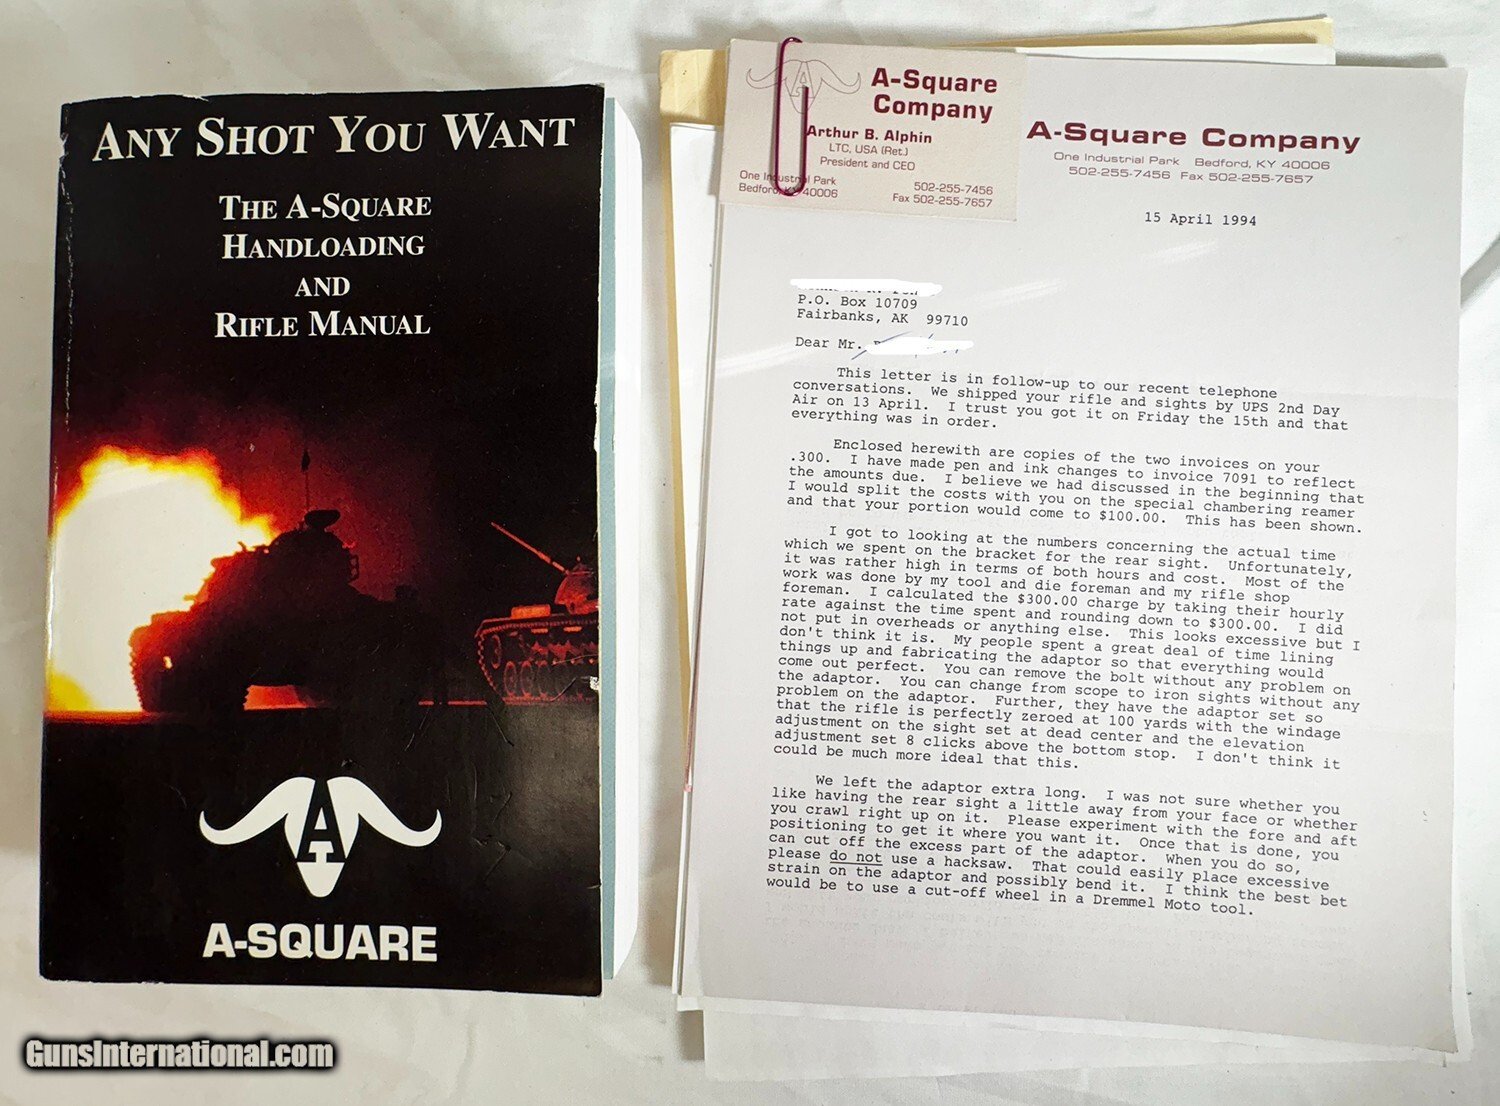 ANY SHOT YOU WANT
THE A-SQUARE
HANDLOADING
AND
RIFLE MANUAL
A
A-SQUARE
A
A-Square
Company
Arthur B. Alphin
LTC, USA (Ret.)
President and CEO
One Industrial Park
Bedford, KY 40006
502-255-7456
Fax 502-255-7657
A-Square Company
One Industrial Park Bedford, KY 40006
502-255-7456 Fax 502-255-7657
15 April 1994
P.O. Box 10709
Fairbanks, AK 99710
Dear Mr.
This letter is in follow-up to our recent telephone
conversations. We shipped your rifle and sights by UPS 2nd Day
Air on 13 April. I trust you got it on Friday the 15th and that
everything was in order.
Enclosed herewith are copies of the two invoices on your
.300. I have made pen and ink changes to invoice 7091 to reflect
the amounts due. I believe we had discussed in the beginning that
I would split the costs with you on the special chambering reamer
and that your portion would come to $100.00. This has been shown.
I got to looking at the numbers concerning the actual time
which we spent on the bracket for the rear sight. Unfortunately,
it was rather high in terms of both hours and cost. Most of the
work was done by my tool and die foreman and my rifle shop
foreman. I calculated the $300.00 charge by taking their hourly
rate against the time spent and rounding down to $300.00. I did
not put in overheads or anything else. This looks excessive but I
don't think it is. My people spent a great deal of time lining
things up and fabricating the adaptor so that everything would
come out perfect. You can remove the bolt without any problem on
the adaptor. You can change from scope to iron sights without any
problem on the adaptor. Further, they have the adaptor set so
that the rifle is perfectly zeroed at 100 yards with the windage
adjustment on the sight set at dead center and the elevation
adjustment set 8 clicks above the bottom stop. I don't think it
could be much more ideal that this.
We left the adaptor extra long. I was not sure whether you
like having the rear sight a little away from your face or whether
you crawl right up on it. Please experiment with the fore and aft
positioning to get it where you want it. Once that is done, you
can cut off the excess part of the adaptor. When you do so,
please do not use a hacksaw. That could easily place excessive
strain on the adaptor and possibly bend it. I think the best bet
would be to use a cut-off wheel in a Dremmel Moto tool.
GunsInternational.com